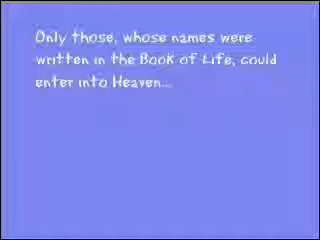 Only those, whose names were
written in the Book of Life, could
enter into Heaven...